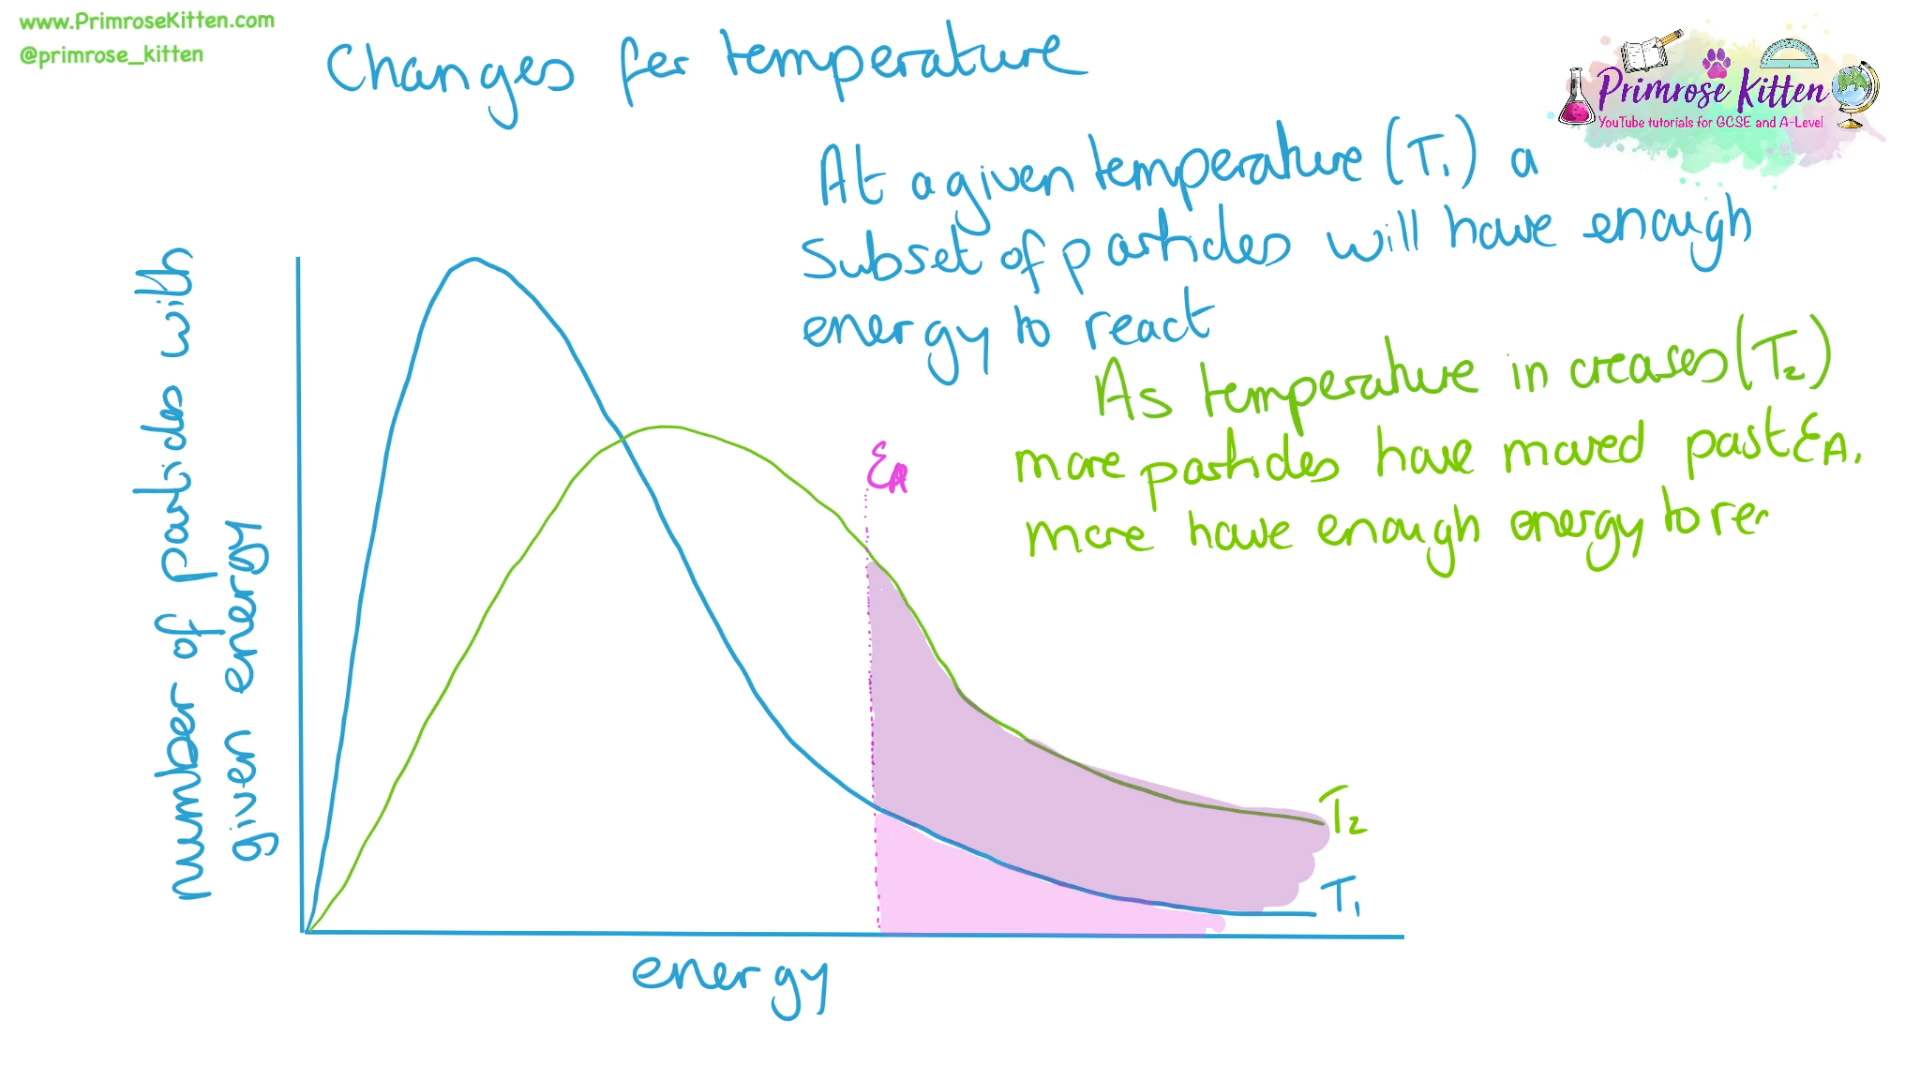 www.PrimroseKitten.com
@primrose_kitten
Changes for temperature
Primrose Kitten
YouTube tutorials for GCSE and A-Level
At a given temperature (T₁) a
subset of particles will have enough
energy to react
As temperature increases (T₂)
more particles have moved past EA,
more have enough energy to re
number of particles with
given energy
EA
T₂
T₁
energy